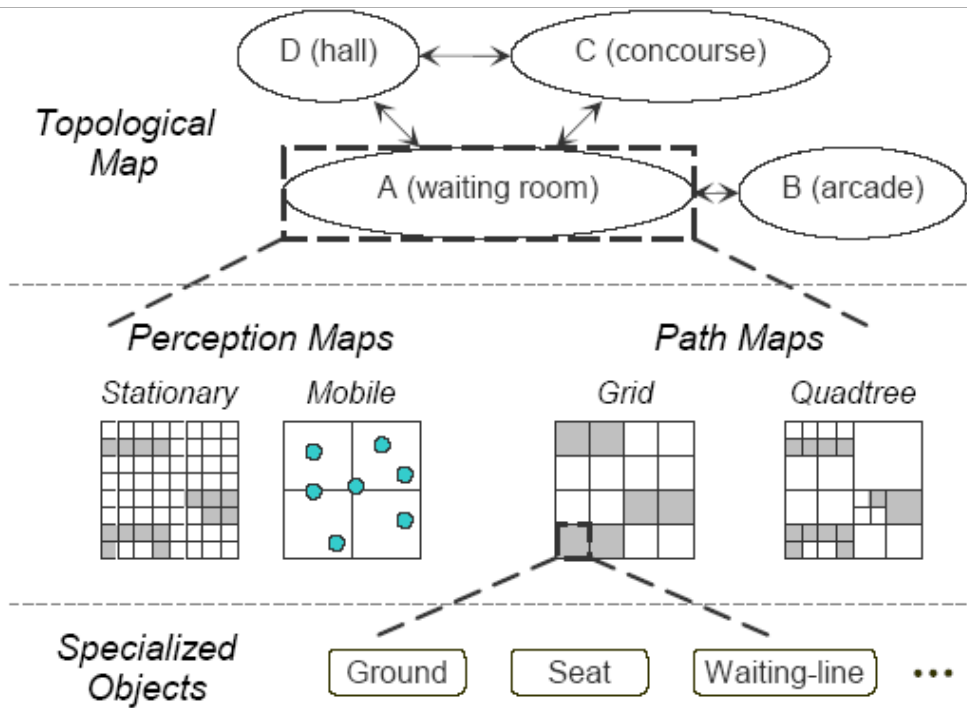 D (hall)
C (concourse)
Topological
Map
A (waiting room)
B (arcade)
Perception Maps
Path Maps
Stationary
Mobile
Grid
Quadtree
Specialized
Objects
Ground
Seat
Waiting-line
•••